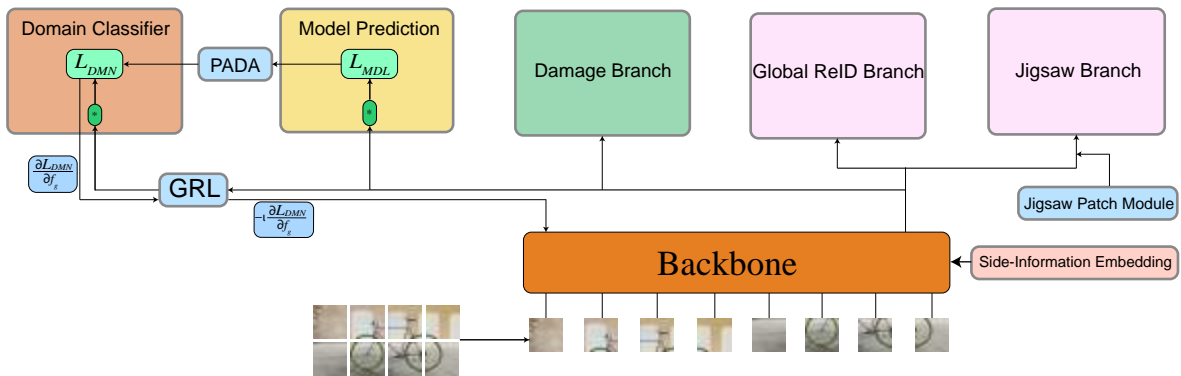 Domain Classifier
Model Prediction
L_DMN
PADA
L_MDL
*
*
Damage Branch
Global ReID Branch
Jigsaw Branch
∂L_DMN
∂f_g
GRL
∂L_DMN
∂f_g
Jigsaw Patch Module
Backbone
Side-Information Embedding